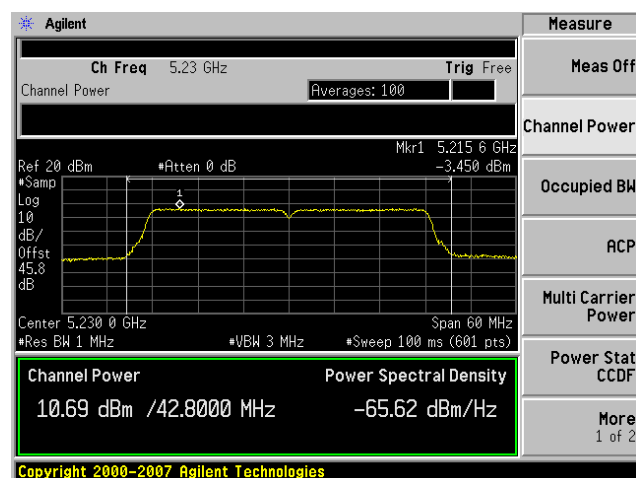 Agilent
Measure
Ch Freq 5.23 GHz Trig Free
Channel Power Averages: 100
Mkr1 5.215 6 GHz
Ref 20 dBm #Atten 0 dB -3.450 dBm
#Samp
Log
10
dB/
Offst
45.8
dB
1
Center 5.230 0 GHz Span 60 MHz
#Res BW 1 MHz #VBW 3 MHz #Sweep 100 ms (601 pts)
Channel Power Power Spectral Density
10.69 dBm /42.8000 MHz -65.62 dBm/Hz
Meas Off
Channel Power
Occupied BW
ACP
Multi Carrier
Power
Power Stat
CCDF
More
1 of 2
Copyright 2000-2007 Agilent Technologies